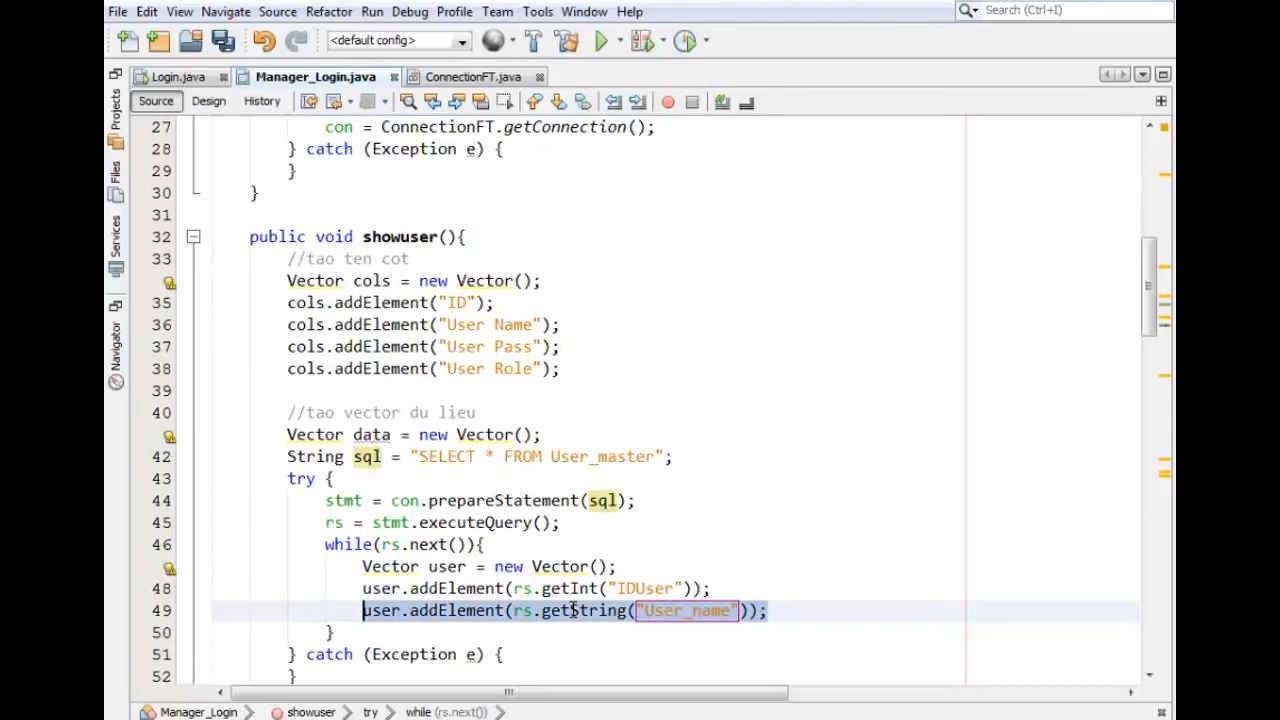 File Edit View Navigate Source Refactor Run Debug Profile Team Tools Window Help
Search (Ctrl+I)
<default config>
Login.java Manager_Login.java ConnectionFT.java
Source Design History
Projects
Files
Services
Navigator
27 con = ConnectionFT.getConnection();
28 } catch (Exception e) {
29 }
30 }
31
32 public void showuser(){
33 //tao ten cot
Vector cols = new Vector();
35 cols.addElement("ID");
36 cols.addElement("User Name");
37 cols.addElement("User Pass");
38 cols.addElement("User Role");
39
40 //tao vector du lieu
Vector data = new Vector();
42 String sql = "SELECT * FROM User_master";
43 try {
44 stmt = con.prepareStatement(sql);
45 rs = stmt.executeQuery();
46 while(rs.next()){
Vector user = new Vector();
48 user.addElement(rs.getInt("IDUser"));
49 user.addElement(rs.getString("User_name"));
50 }
51 } catch (Exception e) {
52 }
Manager_Login showuser try while (rs.next())